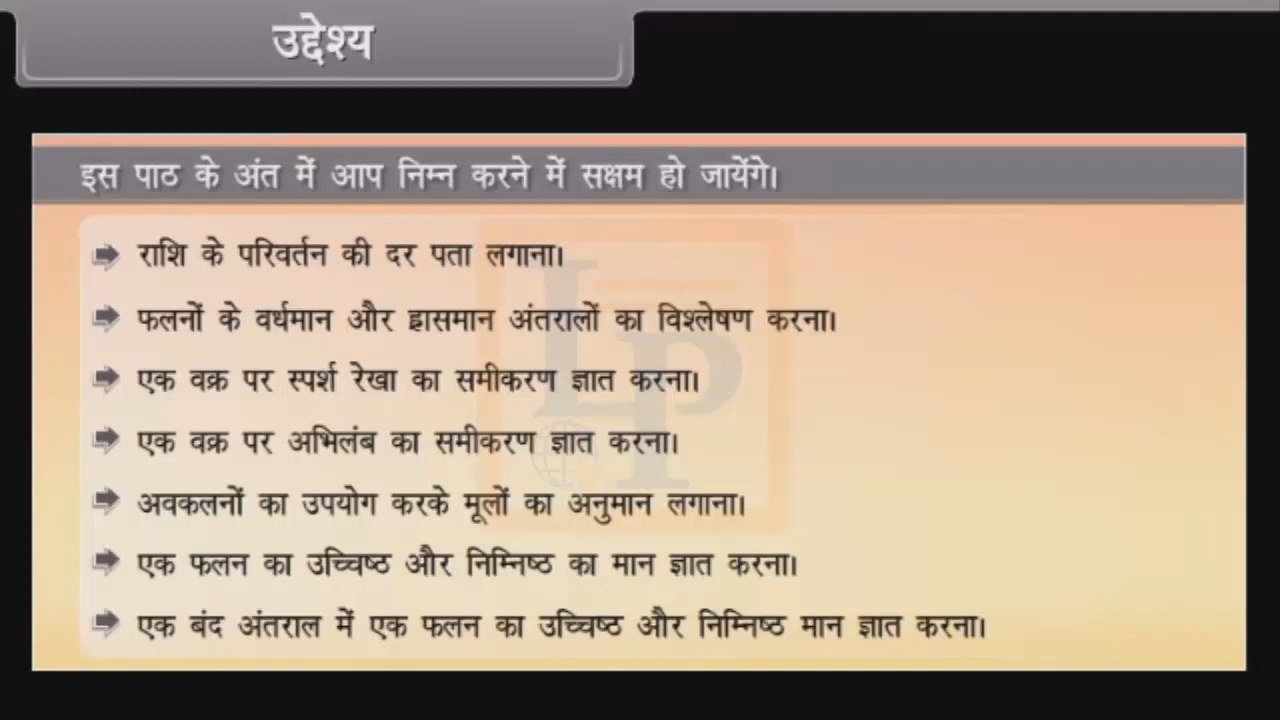 उद्देश्य
इस पाठ के अंत में आप निम्न करने में सक्षम हो जायेंगे।
राशि के परिवर्तन की दर पता लगाना।
फलनों के वर्धमान और ह्रासमान अंतरालों का विश्लेषण करना।
एक वक्र पर स्पर्श रेखा का समीकरण ज्ञात करना।
एक वक्र पर अभिलंब का समीकरण ज्ञात करना।
अवकलनों का उपयोग करके मूलों का अनुमान लगाना।
एक फलन का उच्चिष्ठ और निम्निष्ठ का मान ज्ञात करना।
एक बंद अंतराल में एक फलन का उच्चिष्ठ और निम्निष्ठ मान ज्ञात करना।